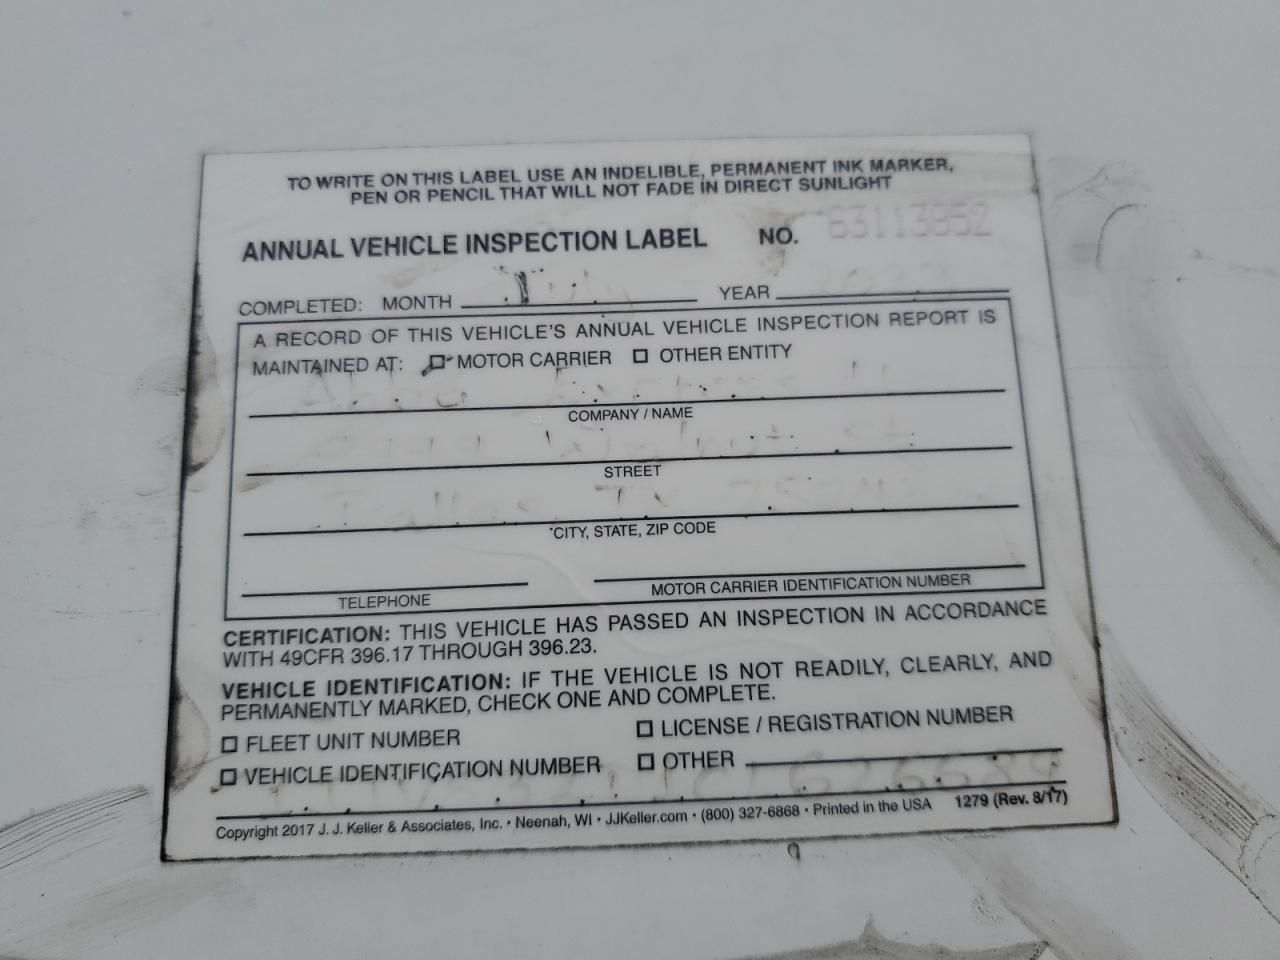 TO WRITE ON THIS LABEL USE AN INDELIBLE, PERMANENT INK MARKER,
PEN OR PENCIL THAT WILL NOT FADE IN DIRECT SUNLIGHT
ANNUAL VEHICLE INSPECTION LABEL NO. 63113852
COMPLETED: MONTH YEAR
A RECORD OF THIS VEHICLE'S ANNUAL VEHICLE INSPECTION REPORT IS
MAINTAINED AT: MOTOR CARRIER OTHER ENTITY
COMPANY / NAME
STREET
CITY, STATE, ZIP CODE
TELEPHONE MOTOR CARRIER IDENTIFICATION NUMBER
CERTIFICATION: THIS VEHICLE HAS PASSED AN INSPECTION IN ACCORDANCE
WITH 49CFR 396.17 THROUGH 396.23.
VEHICLE IDENTIFICATION: IF THE VEHICLE IS NOT READILY, CLEARLY, AND
PERMANENTLY MARKED, CHECK ONE AND COMPLETE.
FLEET UNIT NUMBER LICENSE / REGISTRATION NUMBER
VEHICLE IDENTIFICATION NUMBER OTHER
Copyright 2017 J. J. Keller & Associates, Inc. • Neenah, WI • JJKeller.com • (800) 327-6868 • Printed in the USA 1279 (Rev. 8/17)